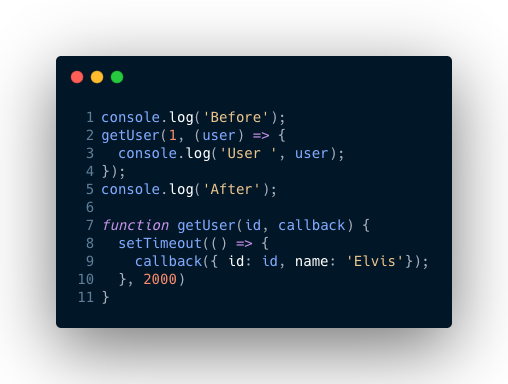 1 console.log('Before');
2 getUser(1, (user) => {
3   console.log('User ', user);
4 });
5 console.log('After');
6
7 function getUser(id, callback) {
8   setTimeout(() => {
9     callback({ id: id, name: 'Elvis'});
10   }, 2000)
11 }